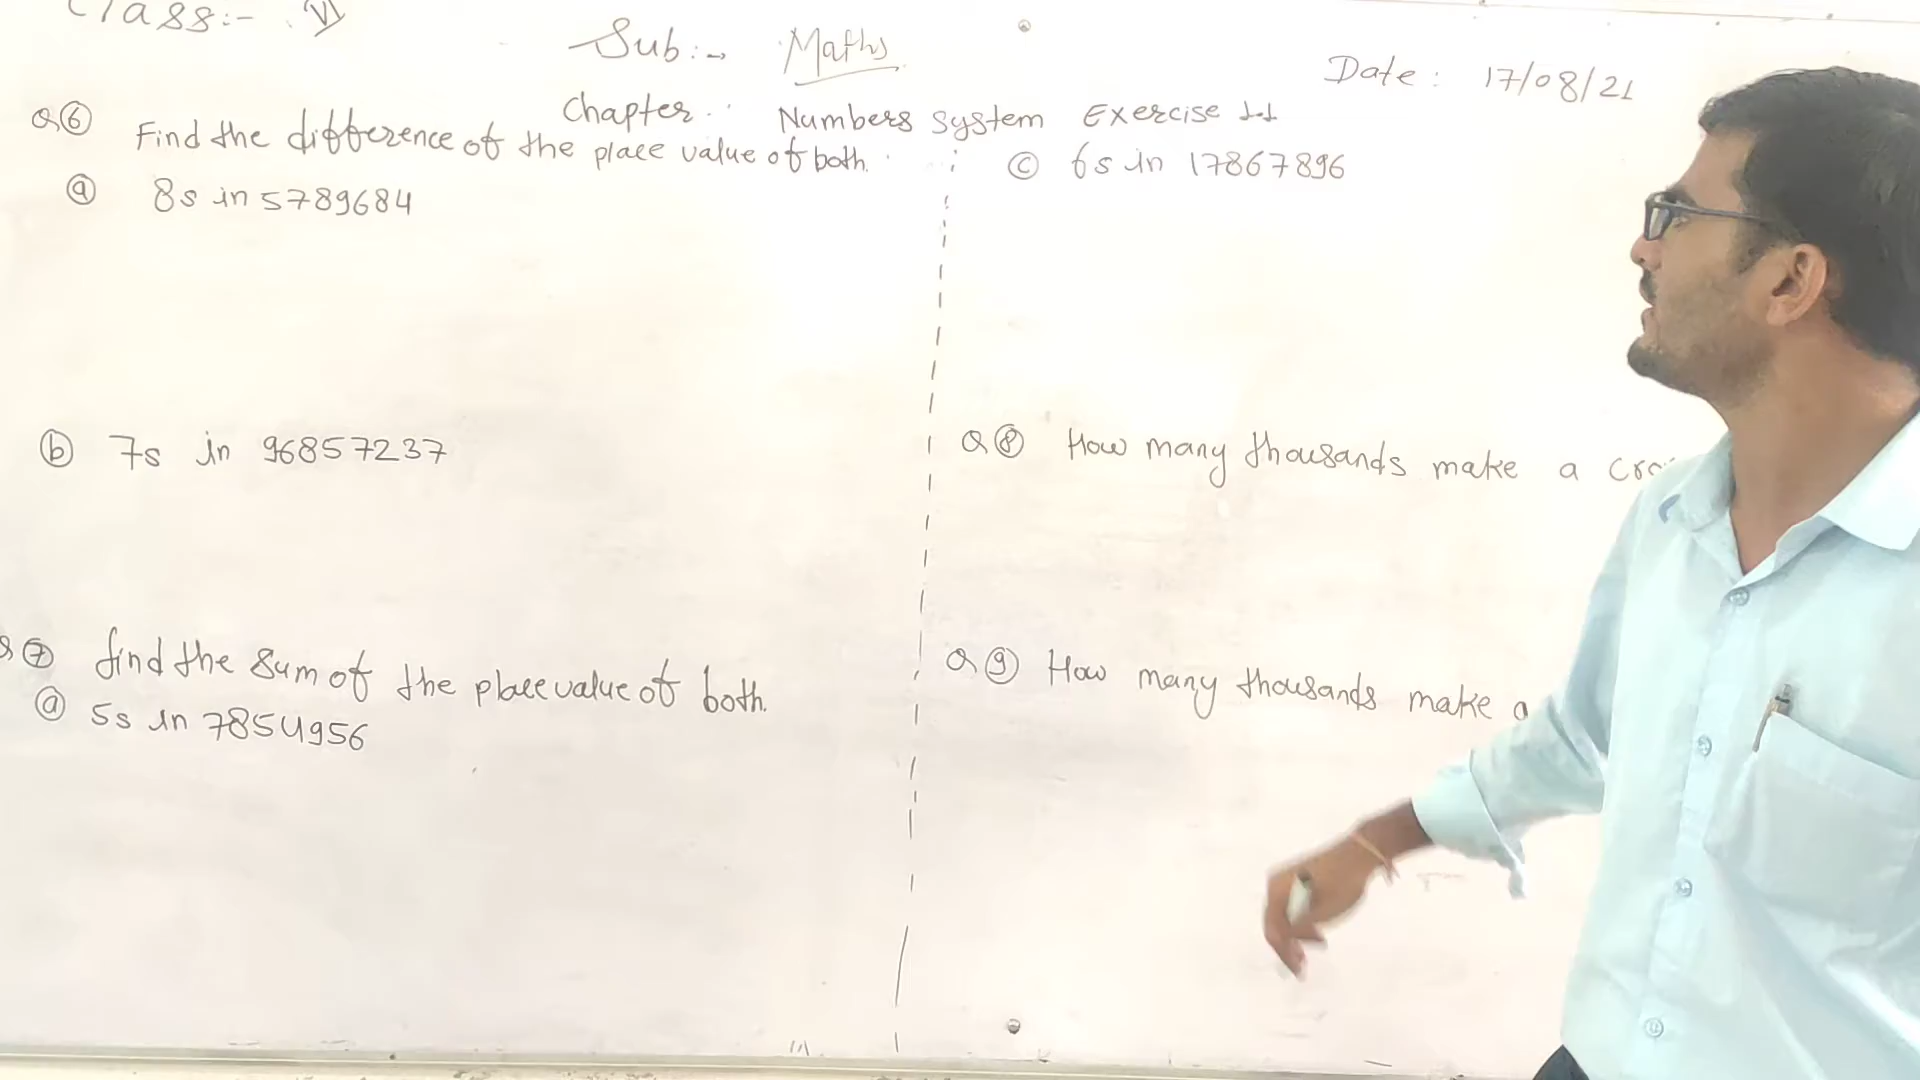 Class:- VI
Sub:- Maths
Date: 17/08/21
Chapter: Numbers system Exercise 1.1
Q6 Find the difference of the place value of both.
a 8s in 5789684
b 7s in 96857237
Q7 find the sum of the place value of both.
a 5s in 7854956
c 6s in 17867896
Q8 How many thousands make a
Q9 How many thousands make a